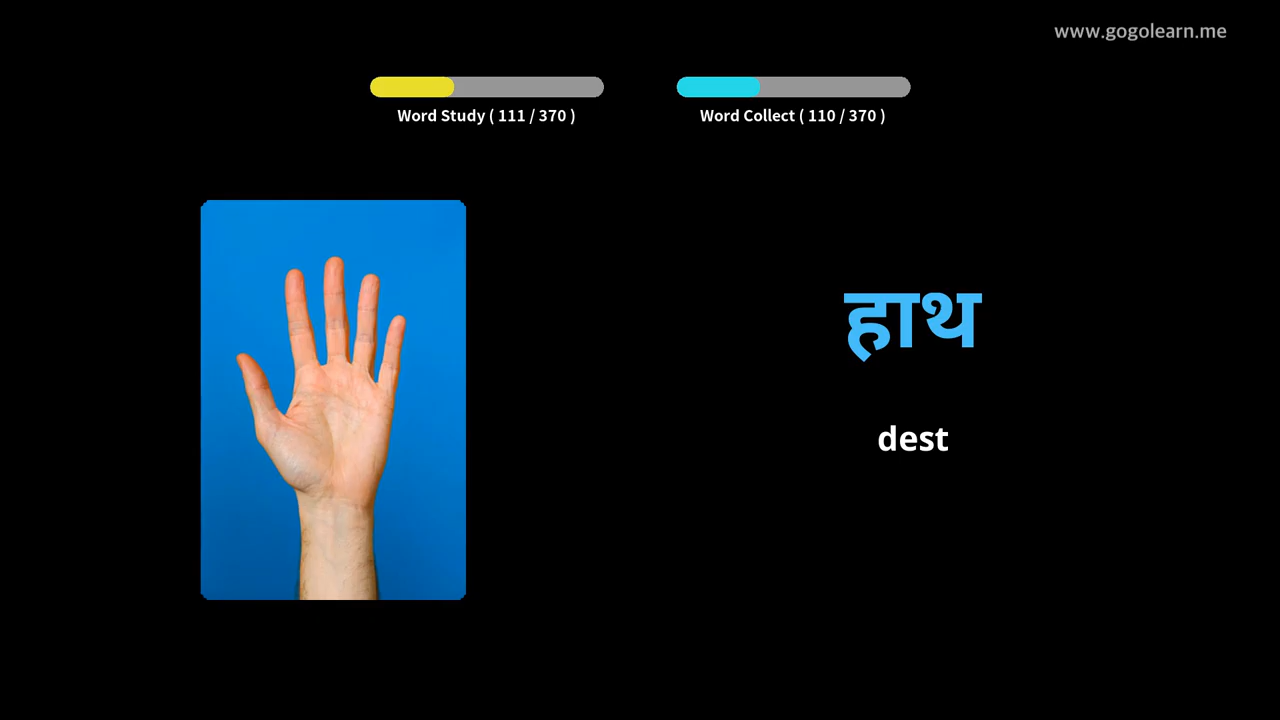 www.gogolearn.me
Word Study ( 111 / 370 )
Word Collect ( 110 / 370 )
हाथ
dest